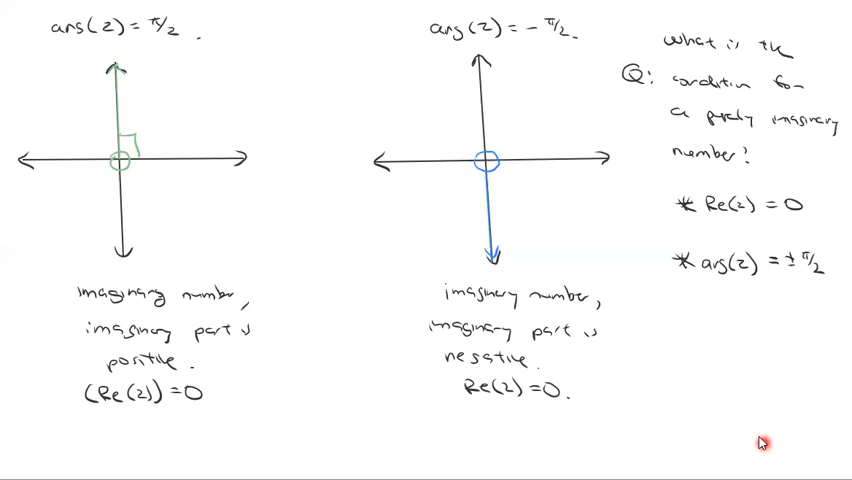 arg(z) = π/2 .
imaginary number,
imaginary part is
positive.
(Re(z)) = 0
arg(z) = - π/2.
imaginary number,
imaginary part is
negative.
Re(z) = 0.
What is the
Q: condition for
a purely imaginary
number?
* Re(z) = 0
* arg(z) = ± π/2